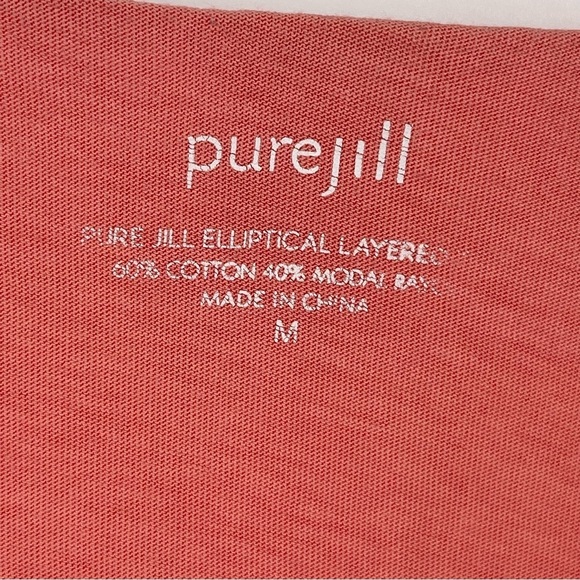 purejill
PURE JILL ELLIPTICAL LAYERED
60% COTTON 40% MODAL
MADE IN CHINA
M